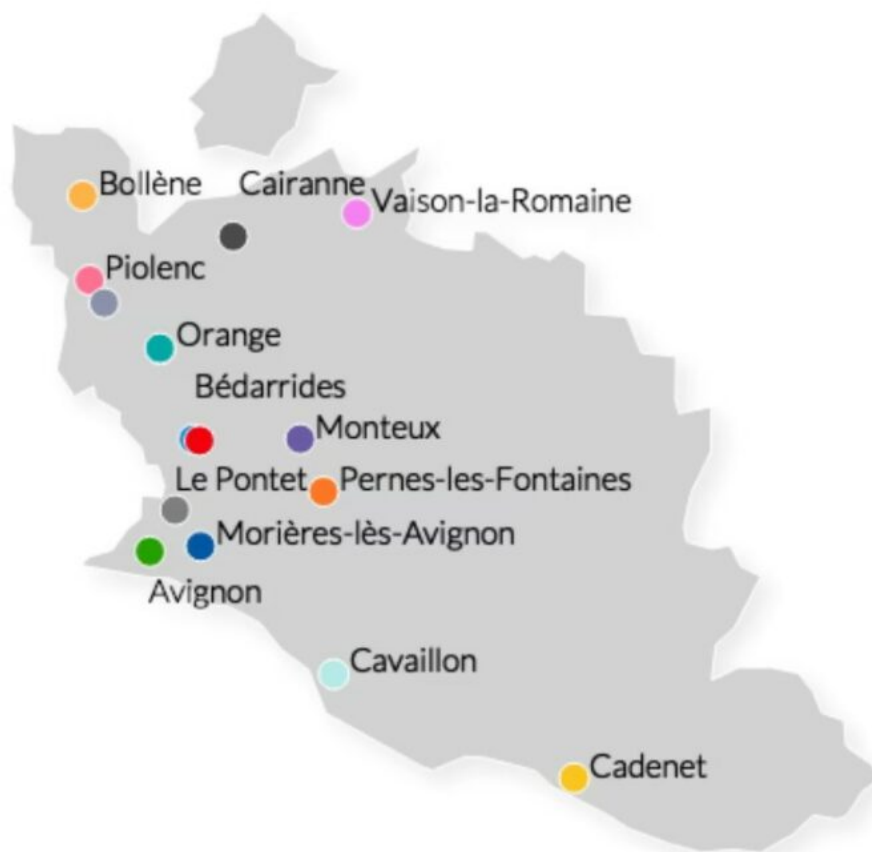 Bollène
Cairanne
Vaison-la-Romaine
Piolenc
Orange
Bédarrides
Monteux
Le Pontet
Pernes-les-Fontaines
Morières-lès-Avignon
Avignon
Cavaillon
Cadenet